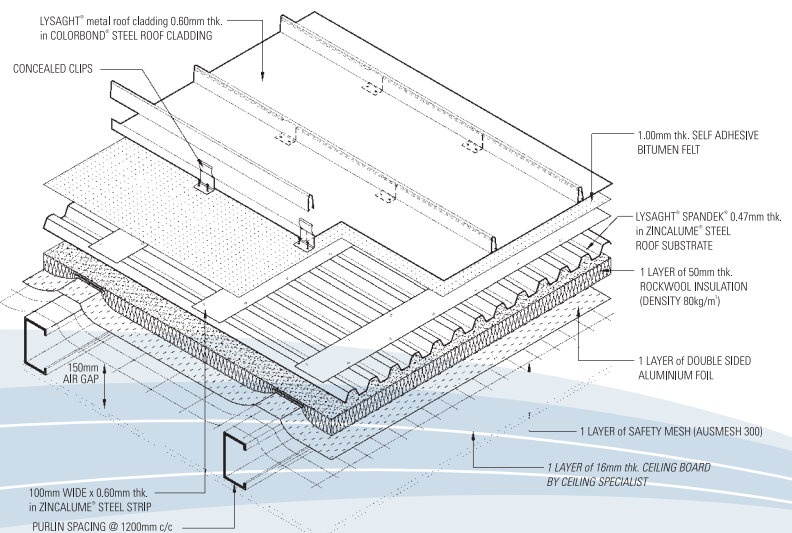 LYSAGHT® metal roof cladding 0.60mm thk.
in COLORBOND® STEEL ROOF CLADDING
CONCEALED CLIPS
1.00mm thk. SELF ADHESIVE
BITUMEN FELT
LYSAGHT® SPANDEK® 0.47mm thk.
in ZINCALUME® STEEL
ROOF SUBSTRATE
1 LAYER of 50mm thk.
ROCKWOOL INSULATION
(DENSITY 80kg/m³)
150mm
AIR GAP
1 LAYER of DOUBLE SIDED
ALUMINIUM FOIL
1 LAYER of SAFETY MESH (AUSMESH 300)
1 LAYER of 16mm thk. CEILING BOARD
BY CEILING SPECIALIST
100mm WIDE x 0.60mm thk.
in ZINCALUME® STEEL STRIP
PURLIN SPACING @ 1200mm c/c